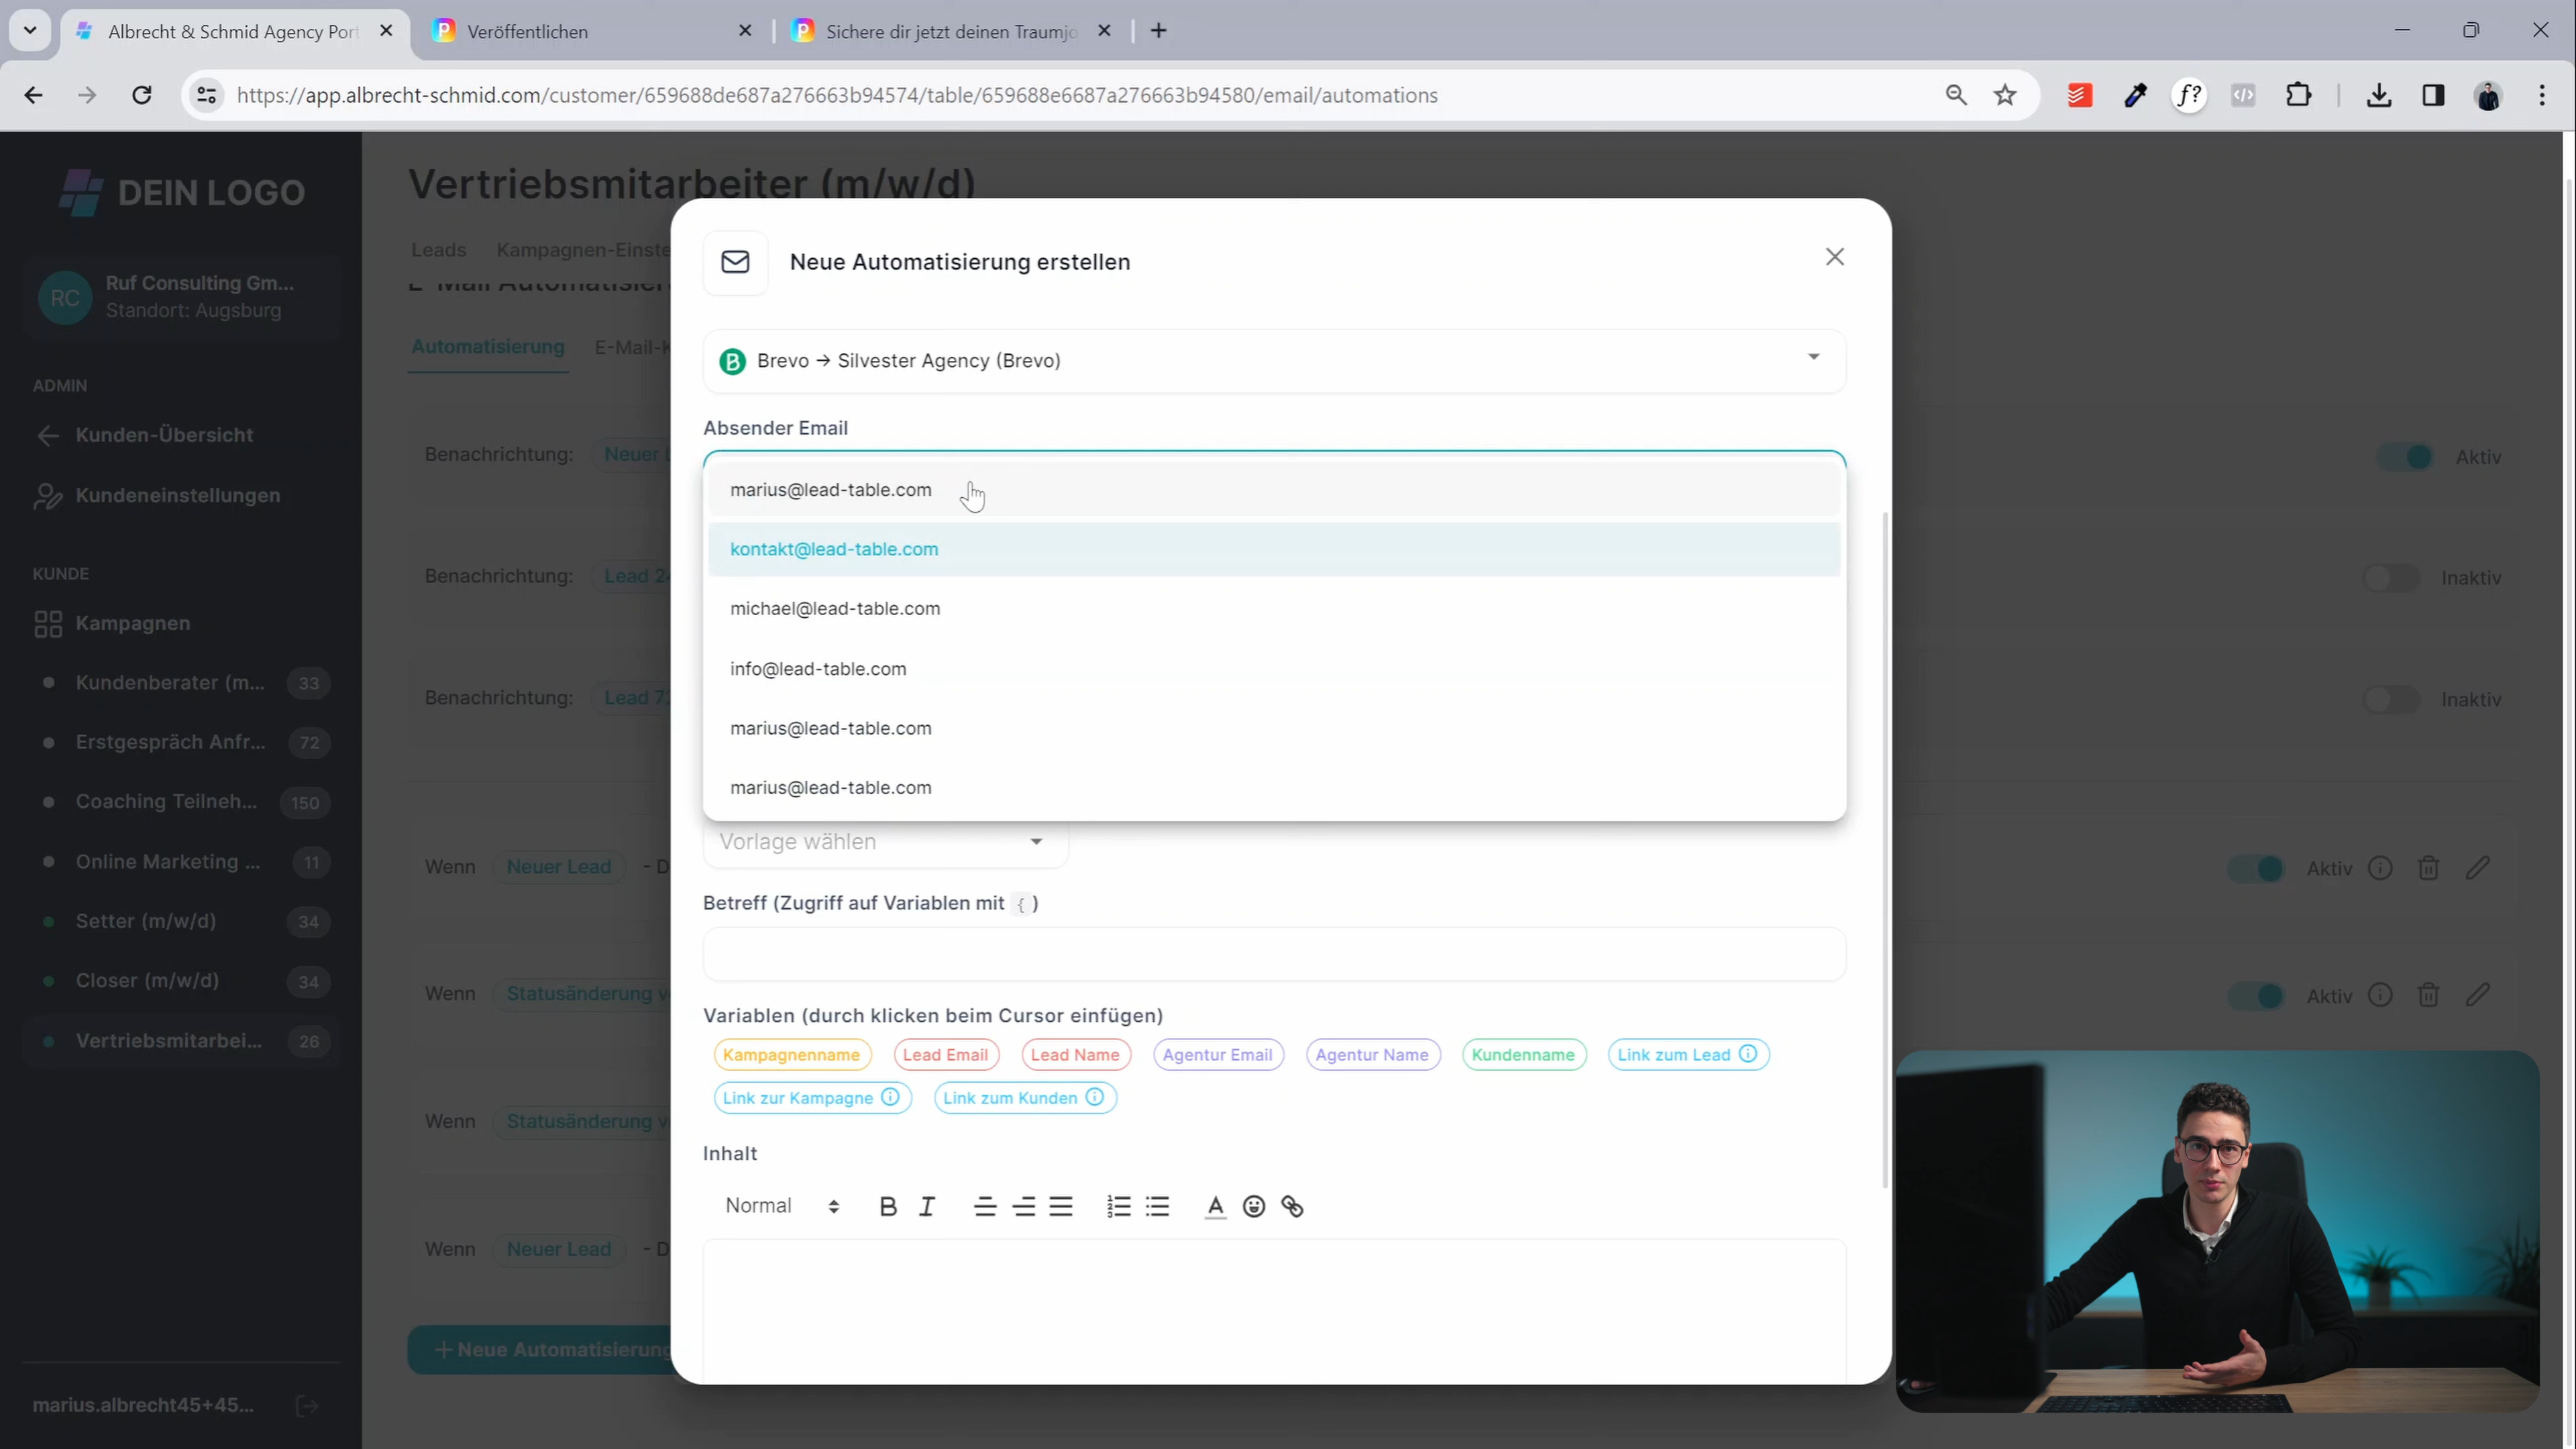 Albrecht & Schmid Agency Port
Veröffentlichen
Sichere dir jetzt deinen Traumjo
https://app.albrecht-schmid.com/customer/659688de687a276663b94574/table/659688e6687a276663b94580/email/automations
f?
DEIN LOGO
RC
Ruf Consulting Gm...
Standort: Augsburg
ADMIN
Kunden-Übersicht
Kundeneinstellungen
KUNDE
Kampagnen
Kundenberater (m... 33
Erstgespräch Anfr... 72
Coaching Teilneh... 150
Online Marketing ... 11
Setter (m/w/d) 34
Closer (m/w/d) 34
Vertriebsmitarbei... 26
marius.albrecht45+45...
Vertriebsmitarbeiter (m/w/d)
Leads Kampagnen-Einste
E-Mail Automatisier
Automatisierung E-Mail-K
Benachrichtung: Neuer L Aktiv
Benachrichtung: Lead 24 Inaktiv
Benachrichtung: Lead 72 Inaktiv
Wenn Neuer Lead - D Aktiv
Wenn Statusänderung v Aktiv
Wenn Statusänderung v
Wenn Neuer Lead - D
+ Neue Automatisierung
Neue Automatisierung erstellen
Brevo → Silvester Agency (Brevo)
Absender Email
marius@lead-table.com
kontakt@lead-table.com
michael@lead-table.com
info@lead-table.com
marius@lead-table.com
marius@lead-table.com
Vorlage wählen
Betreff (Zugriff auf Variablen mit { )
Variablen (durch klicken beim Cursor einfügen)
Kampagnenname Lead Email Lead Name Agentur Email Agentur Name Kundenname Link zum Lead
Link zur Kampagne Link zum Kunden
Inhalt
Normal B I A